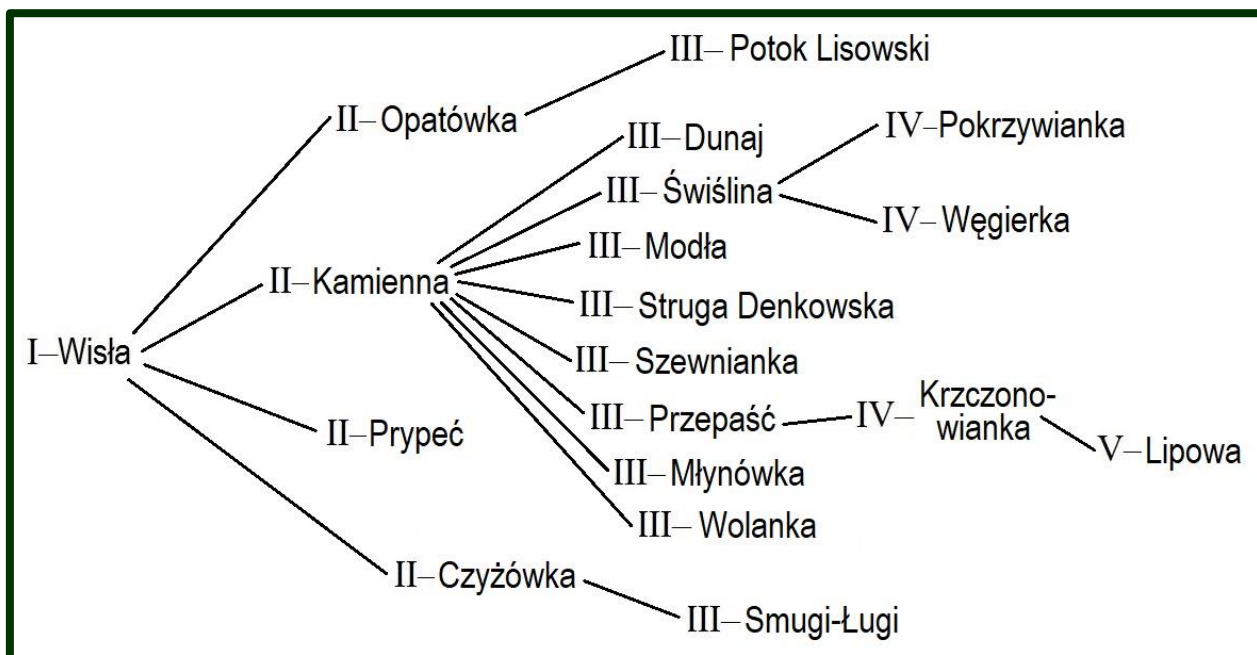 III– Potok Lisowski
II– Opatówka
III– Dunaj
IV–Pokrzywianka
III– Świślina
IV– Węgierka
III– Modła
II–Kamienna
III– Struga Denkowska
I–Wisła
III– Szewnianka
III– Przepaść
IV– Krzczono-
wianka
V– Lipowa
II–Prypeć
III– Młynówka
III– Wolanka
II–Czyżówka
III– Smugi-Ługi